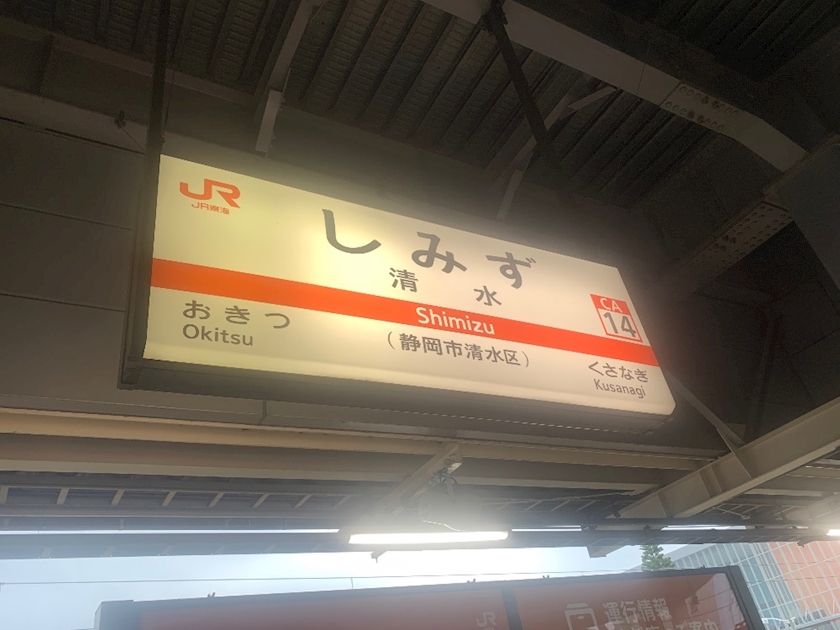 JR
JR東海
しみず
清水
CA
14
Shimizu
おきつ
Okitsu
(静岡市清水区)
くさなぎ
Kusanagi
JR
運行情報